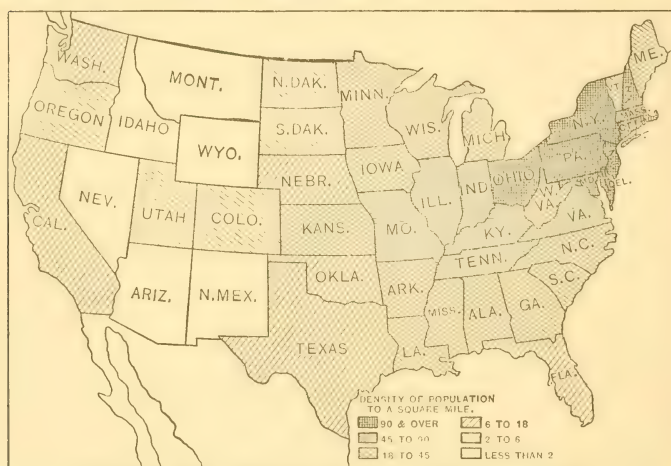 WASH.
MONT.
N.DAK.
MINN.
ME.
OREGON
IDAHO
S.DAK.
WIS.
MICH.
N.Y.
WYO.
IOWA
PA.
NEBR.
NEV.
UTAH
COLO.
ILL.
IND.
OHIO
DEL.
W.
VA.
CAL.
KANS.
MO.
KY.
VA.
TENN.
N.C.
ARIZ.
N.MEX.
OKLA.
ARK.
S.C.
MISS.
ALA.
GA.
TEXAS
LA.
FLA.
DENSITY OF POPULATION
TO A SQUARE MILE.
90 & OVER
45 TO 90
18 TO 45
6 TO 18
2 TO 6
LESS THAN 2